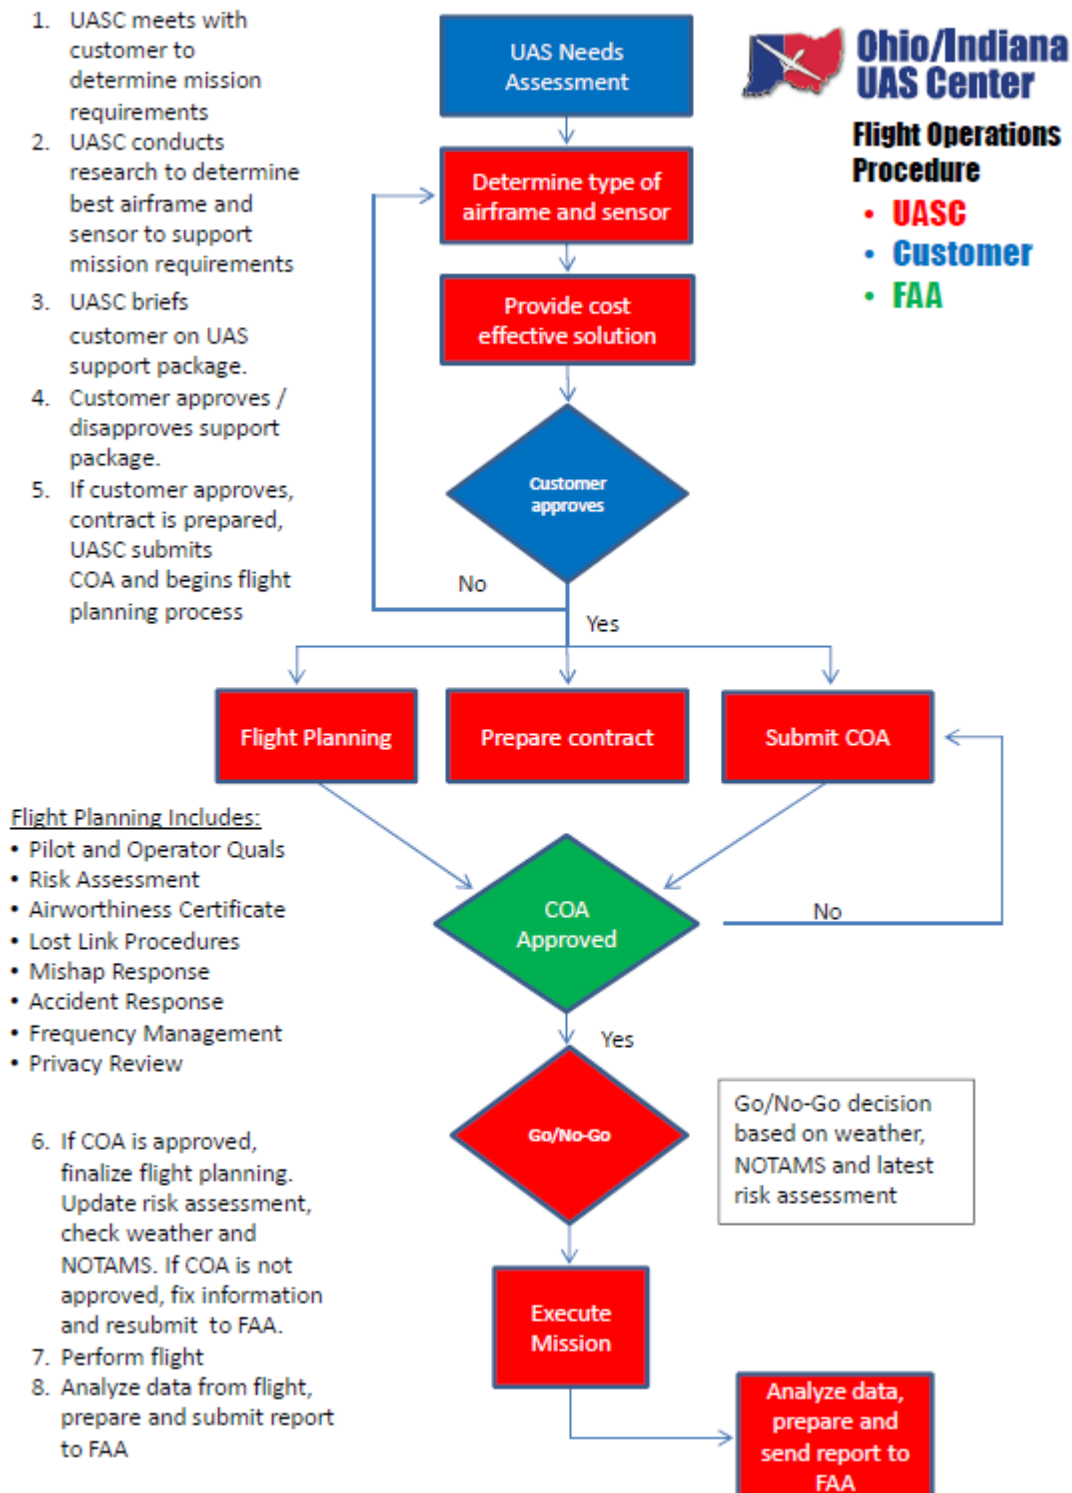 1. UASC meets with
customer to
determine mission
requirements
2. UASC conducts
research to determine
best airframe and
sensor to support
mission requirements
3. UASC briefs
customer on UAS
support package.
4. Customer approves /
disapproves support
package.
5. If customer approves,
contract is prepared,
UASC submits
COA and begins flight
planning process
UAS Needs
Assessment
Ohio/Indiana
UAS Center
Flight Operations
Procedure
• UASC
• Customer
• FAA
Determine type of
airframe and sensor
Provide cost
effective solution
Customer
approves
No
Yes
Flight Planning
Prepare contract
Submit COA
Flight Planning Includes:
• Pilot and Operator Quals
• Risk Assessment
• Airworthiness Certificate
• Lost Link Procedures
• Mishap Response
• Accident Response
• Frequency Management
• Privacy Review
COA
Approved
No
Yes
Go/No-Go
Go/No-Go decision
based on weather,
NOTAMS and latest
risk assessment
6. If COA is approved,
finalize flight planning.
Update risk assessment,
check weather and
NOTAMS. If COA is not
approved, fix information
and resubmit to FAA.
7. Perform flight
8. Analyze data from flight,
prepare and submit report
to FAA
Execute
Mission
Analyze data,
prepare and
send report to
FAA